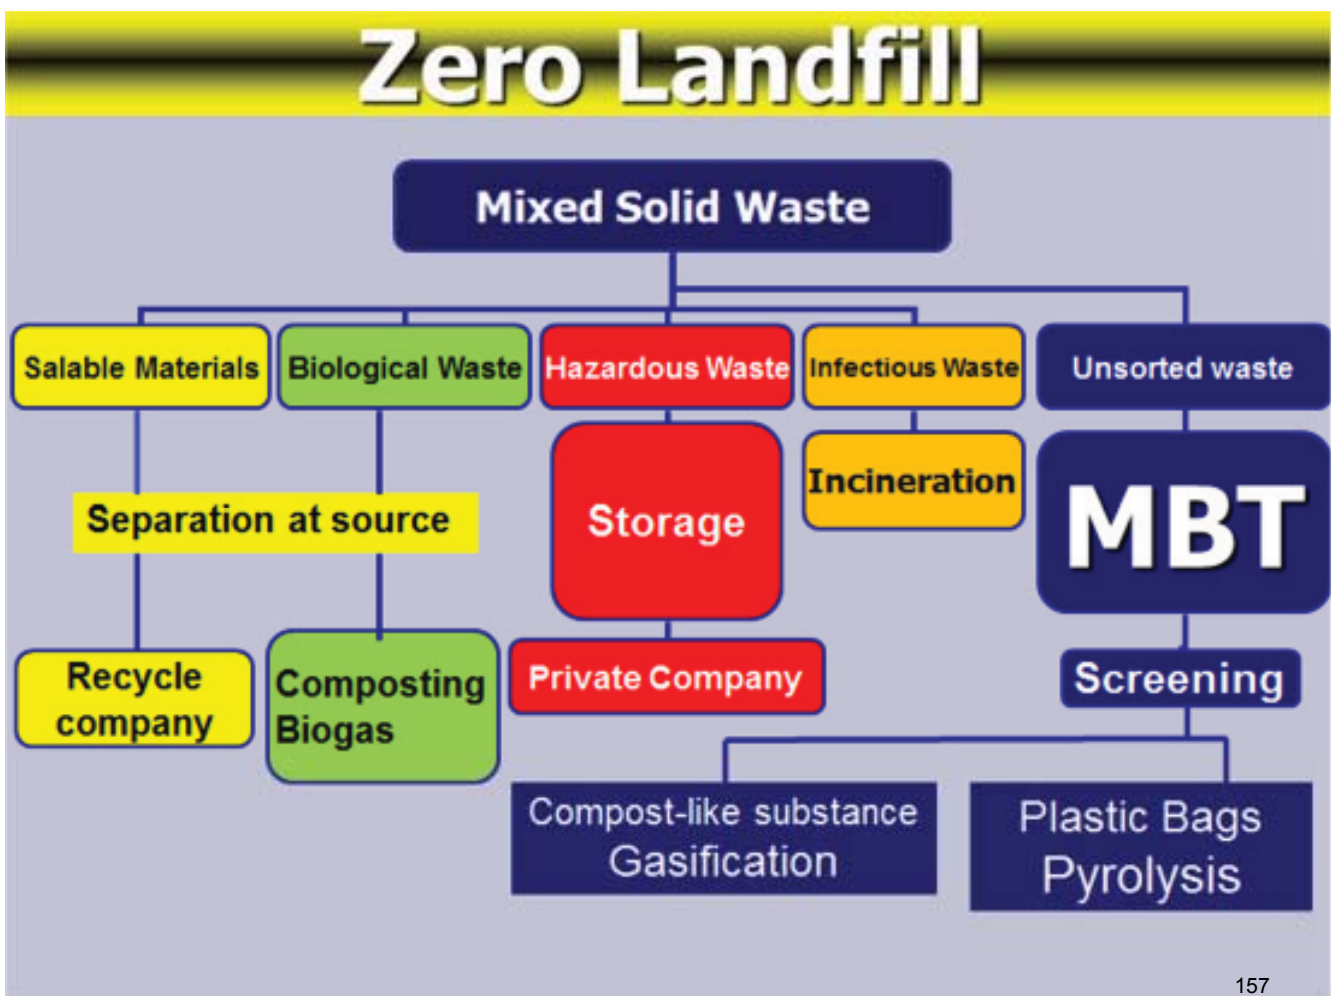 Zero Landfill
Mixed Solid Waste
Salable Materials
Biological Waste
Hazardous Waste
Infectious Waste
Unsorted waste
Separation at source
Storage
Incineration
MBT
Recycle
company
Composting
Biogas
Private Company
Screening
Compost-like substance
Gasification
Plastic Bags
Pyrolysis
157